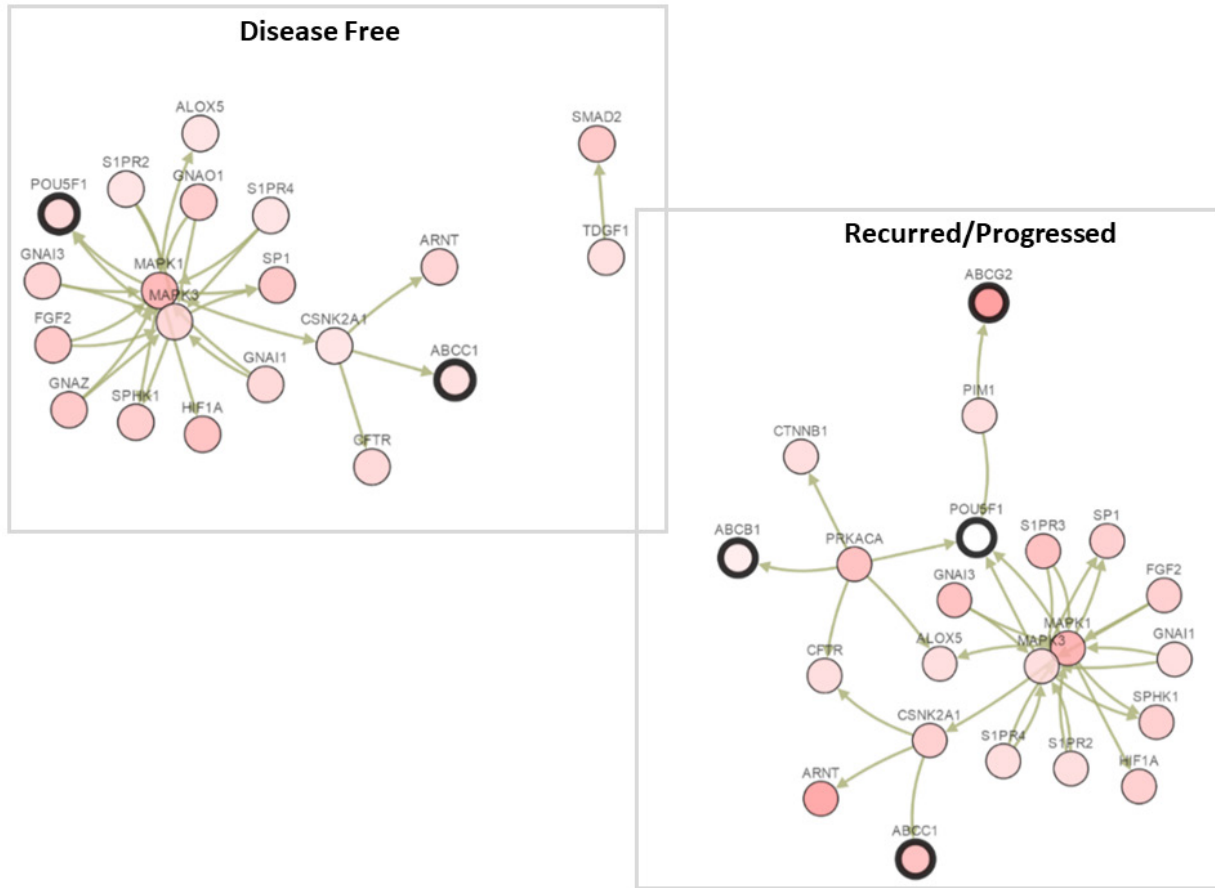 Disease Free
ALOX5
SMAD2
S1PR2
GNAO1
POU5F1
S1PR4
TDGF1
ARNT
GNAI3
MAPK1
SP1
MAPK3
FGF2
CSNK2A1
ABCC1
GNAI1
GNAZ
SPHK1
HIF1A
CFTR
Recurred/Progressed
ABCG2
PIM1
CTNNB1
POU5F1
S1PR3
SP1
ABCB1
PRKACA
GNAI3
FGF2
MAPK1
ALOX5
MAPK3
GNAI1
CFTR
SPHK1
CSNK2A1
S1PR4
S1PR2
HIF1A
ARNT
ABCC1